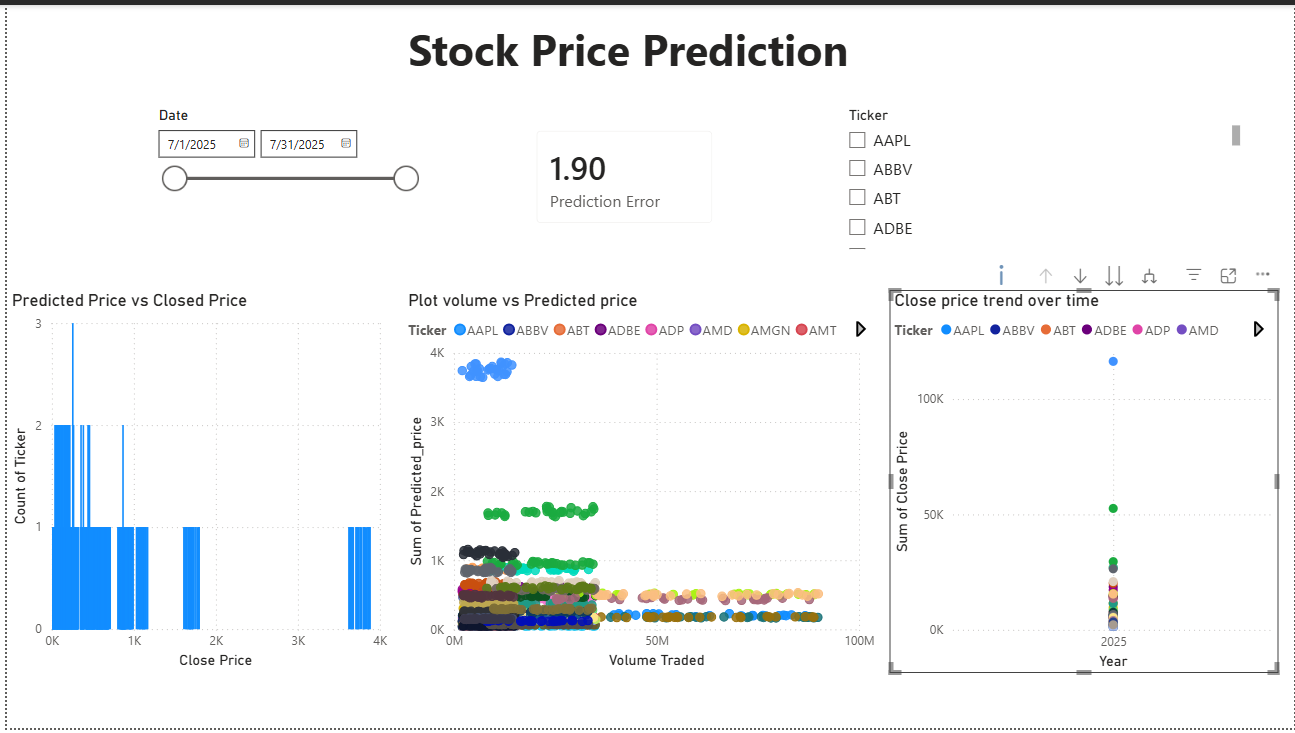 Stock Price Prediction
Date
7/1/2025
7/31/2025
1.90
Prediction Error
Ticker
AAPL
ABBV
ABT
ADBE
Predicted Price vs Closed Price
Count of Ticker
3
2
1
0
0K 1K 2K 3K 4K
Close Price
Plot volume vs Predicted price
Ticker AAPL ABBV ABT ADBE ADP AMD AMGN AMT
Sum of Predicted_price
4K
3K
2K
1K
0K
0M 50M 100M
Volume Traded
Close price trend over time
Ticker AAPL ABBV ABT ADBE ADP AMD
Sum of Close Price
100K
50K
0K
2025
Year